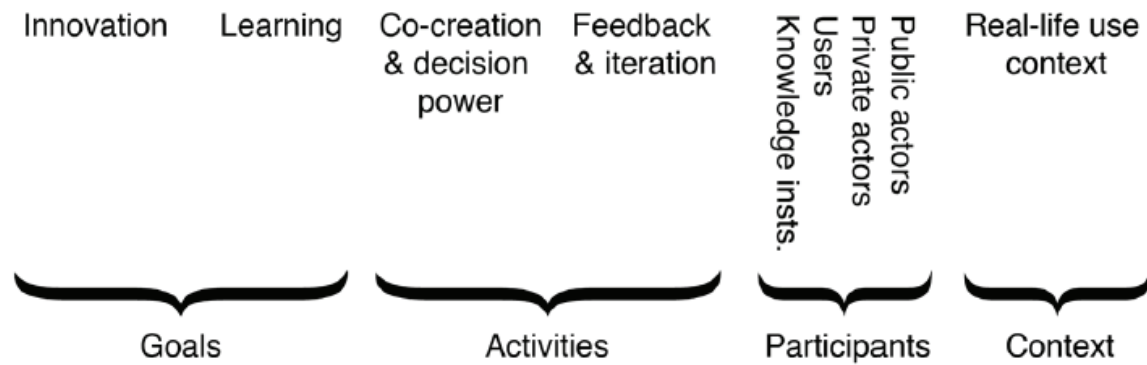 Innovation
Learning
Co-creation
& decision
power
Feedback
& iteration
Knowledge insts.
Users
Private actors
Public actors
Real-life use
context
Goals
Activities
Participants
Context